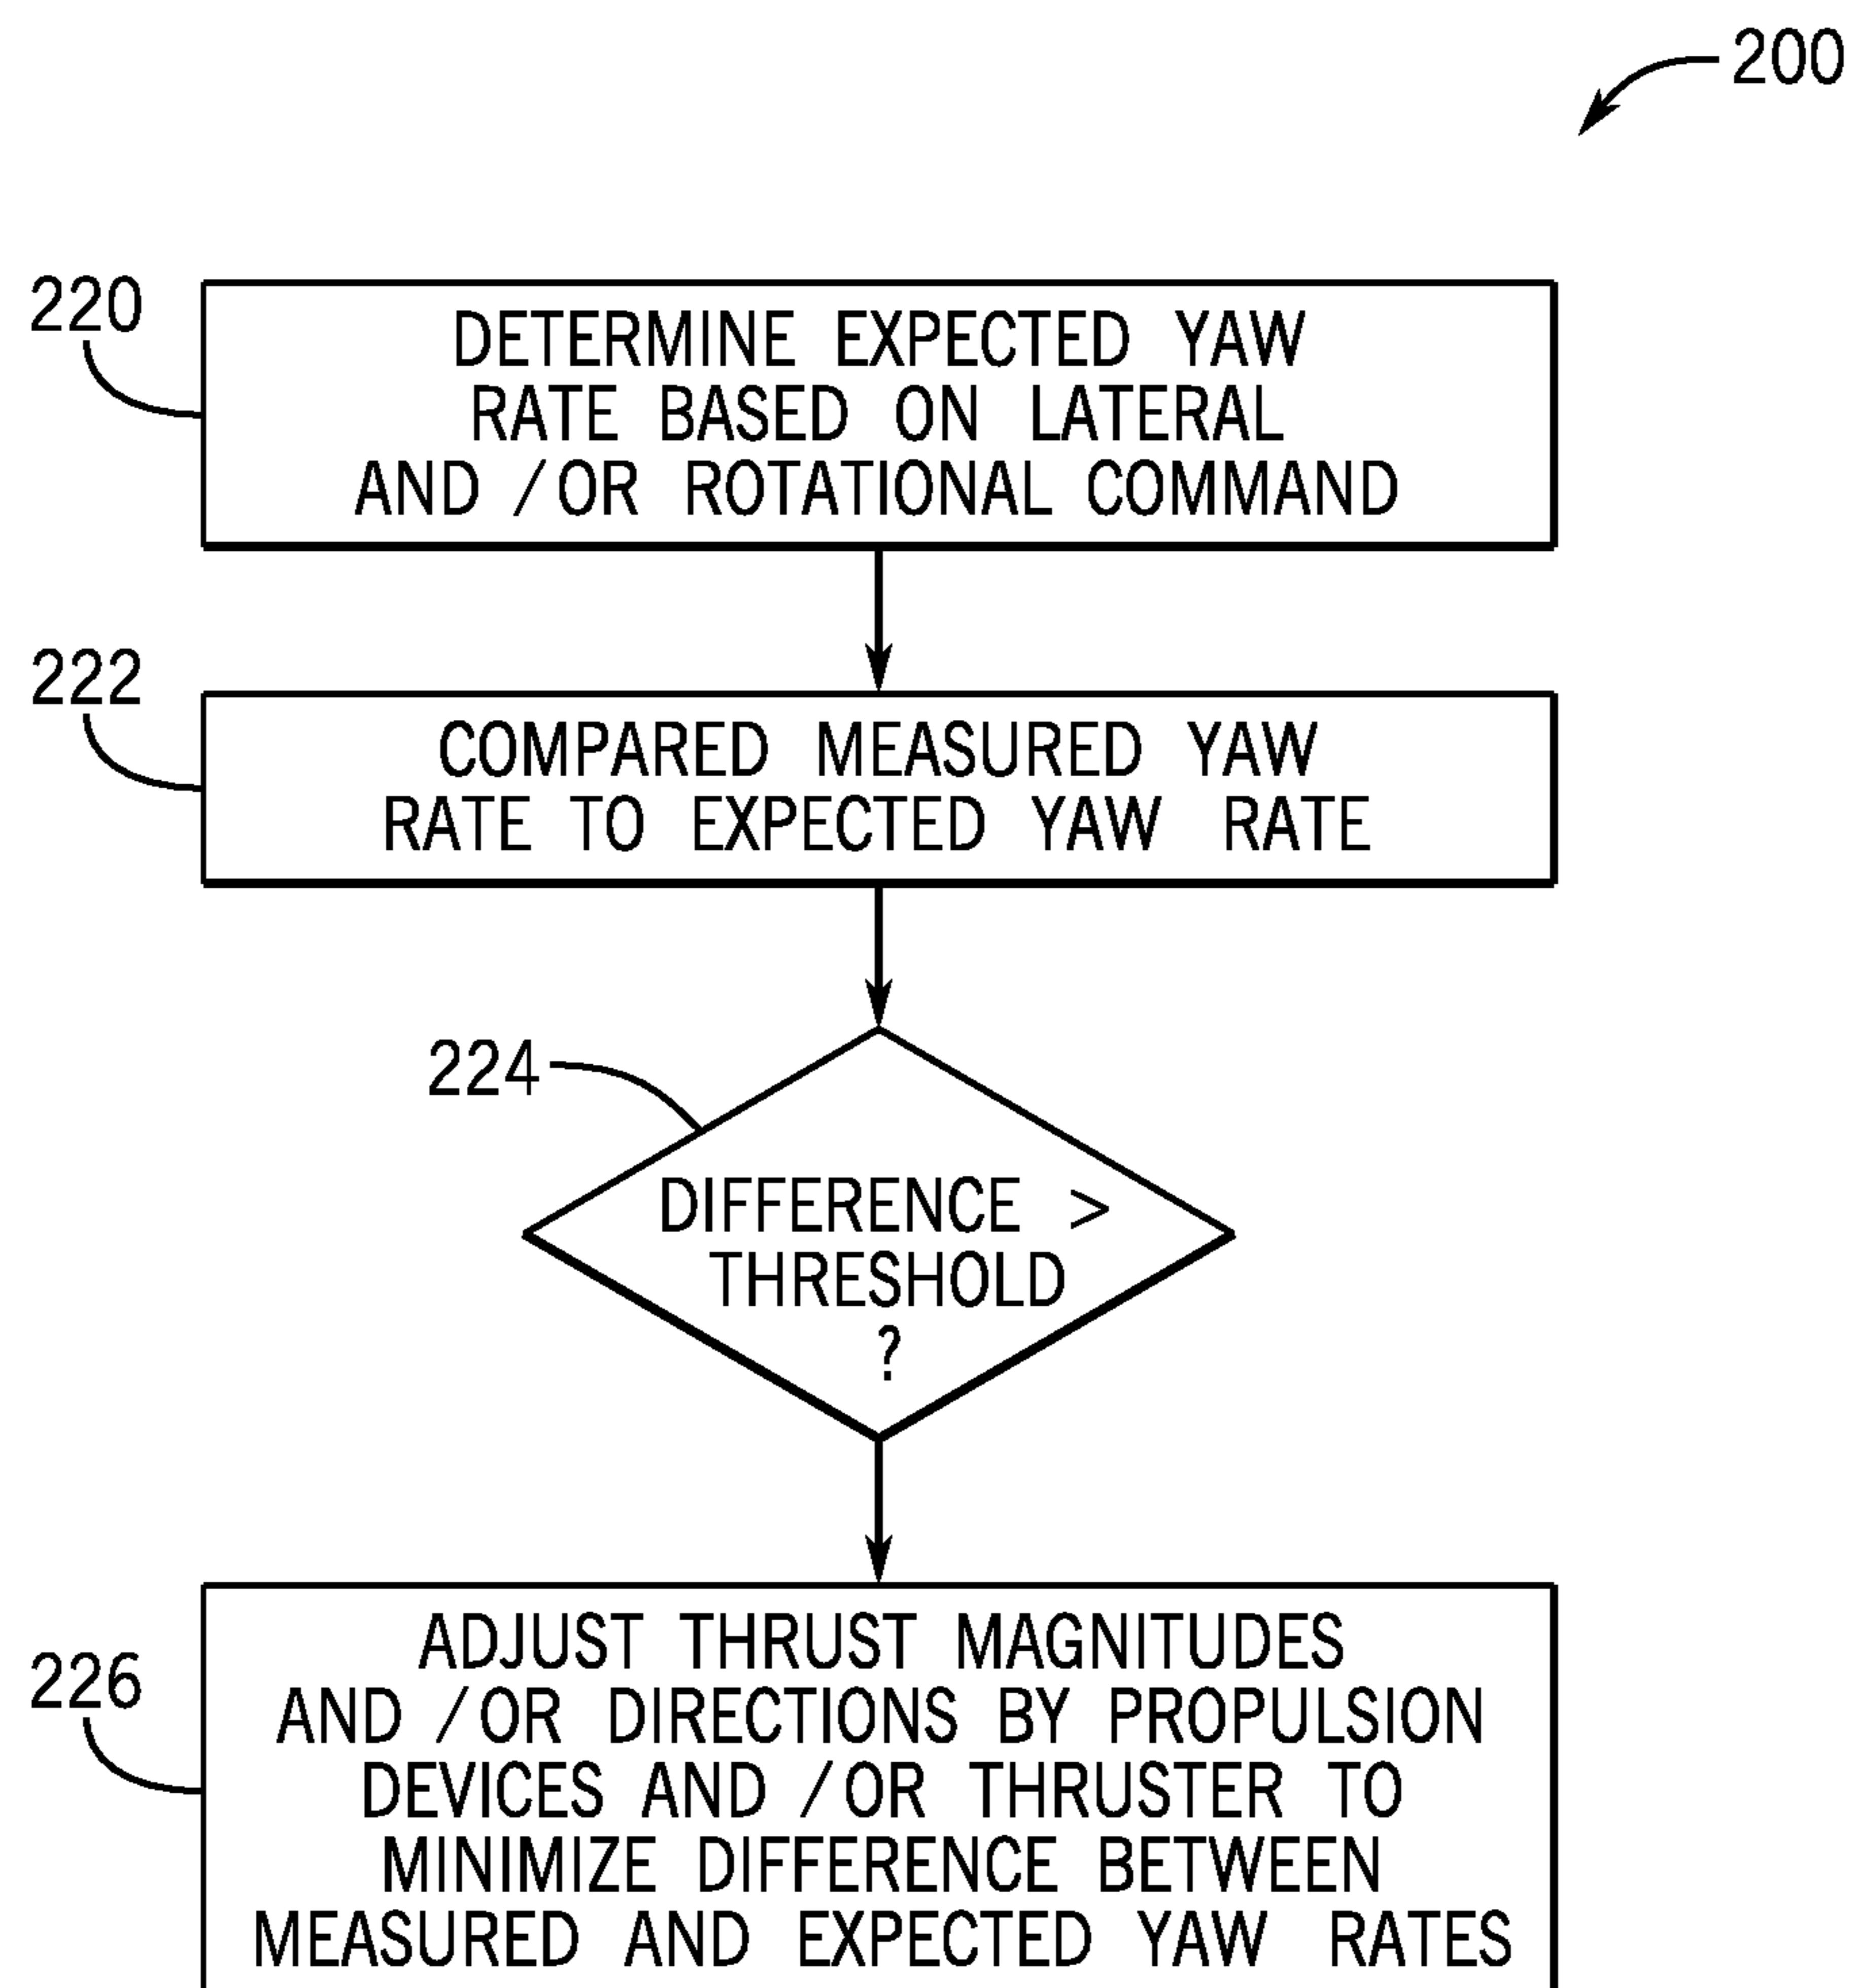 200
220
DETERMINE EXPECTED YAW
RATE BASED ON LATERAL
AND /OR ROTATIONAL COMMAND
222
COMPARED MEASURED YAW
RATE TO EXPECTED YAW RATE
224
DIFFERENCE >
THRESHOLD
?
226
ADJUST THRUST MAGNITUDES
AND /OR DIRECTIONS BY PROPULSION
DEVICES AND /OR THRUSTER TO
MINIMIZE DIFFERENCE BETWEEN
MEASURED AND EXPECTED YAW RATES